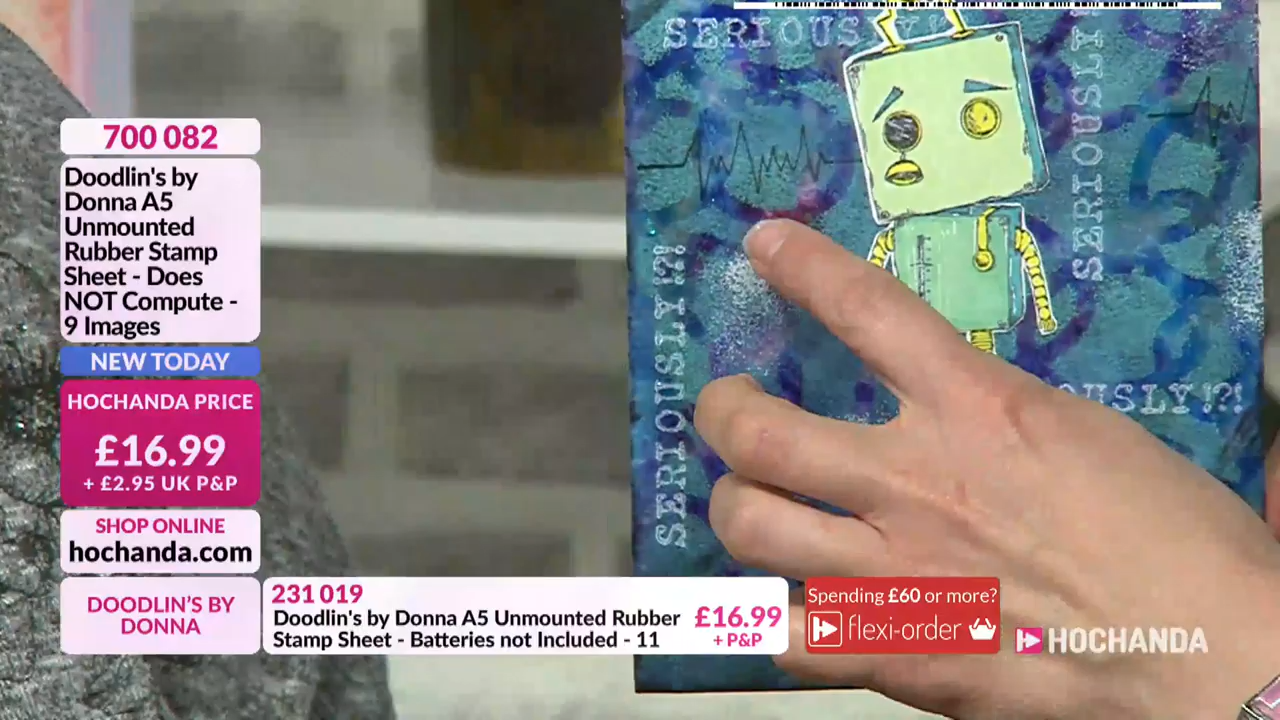 SERIOUSLY!
SERIOUSLY
SERIOUSLY!?!
OUSLY!?!
700 082
Doodlin's by
Donna A5
Unmounted
Rubber Stamp
Sheet - Does
NOT Compute -
9 Images
NEW TODAY
HOCHANDA PRICE
£16.99
+ £2.95 UK P&P
SHOP ONLINE
hochanda.com
DOODLIN'S BY
DONNA
231 019
Doodlin's by Donna A5 Unmounted Rubber
Stamp Sheet - Batteries not Included - 11
£16.99
+ P&P
Spending £60 or more?
flexi-order
HOCHANDA